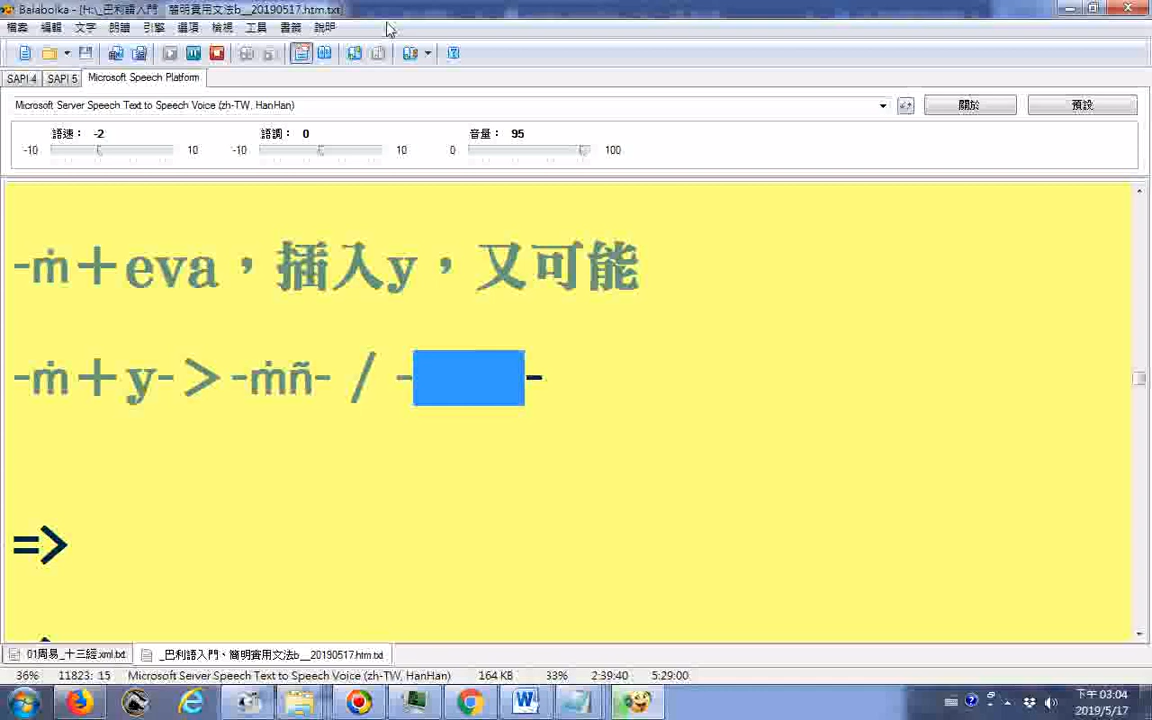 Balabolka - [H:\_巴利語入門、簡明實用文法b__20190517.htm.txt]
檔案 編輯 文字 朗讀 引擎 選項 檢視 工具 書籤 說明
SAPI 4 SAPI 5 Microsoft Speech Platform
Microsoft Server Speech Text to Speech Voice (zh-TW, HanHan) 關於 預設
語速： -2 語調： 0 音量： 95
-10 10 -10 10 0 100
-ṁ＋eva，插入y，又可能
-ṁ＋y-＞-ṁñ- / - -
=>
01周易_十三經.xml.txt _巴利語入門、簡明實用文法b__20190517.htm.txt
36% 11823: 15 Microsoft Server Speech Text to Speech Voice (zh-TW, HanHan) 164 KB 33% 2:39:40 5:29:00
下午 03:04
2019/5/17